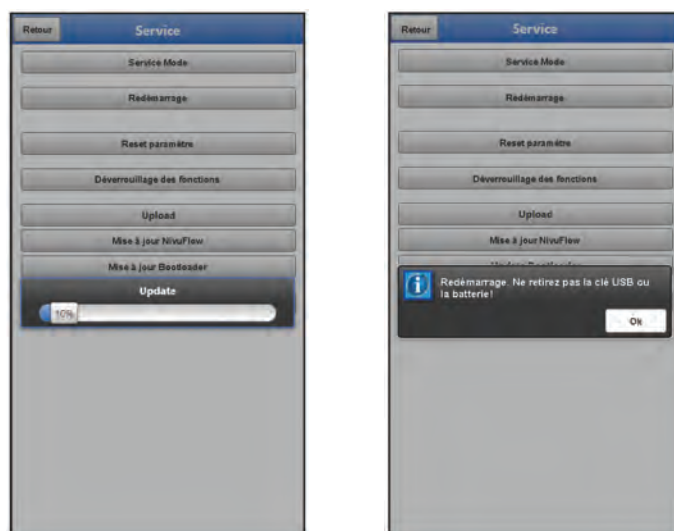 Retour
Service
Service Mode
Redémarrage
Reset paramètre
Déverrouillage des fonctions
Upload
Mise à jour NivuFlow
Mise à jour Bootloader
Update
10%
Retour
Service
Service Mode
Redémarrage
Reset paramètre
Déverrouillage des fonctions
Upload
Mise à jour NivuFlow
Update Bootloader
Redémarrage. Ne retirez pas la clé USB ou
la batterie!
Ok